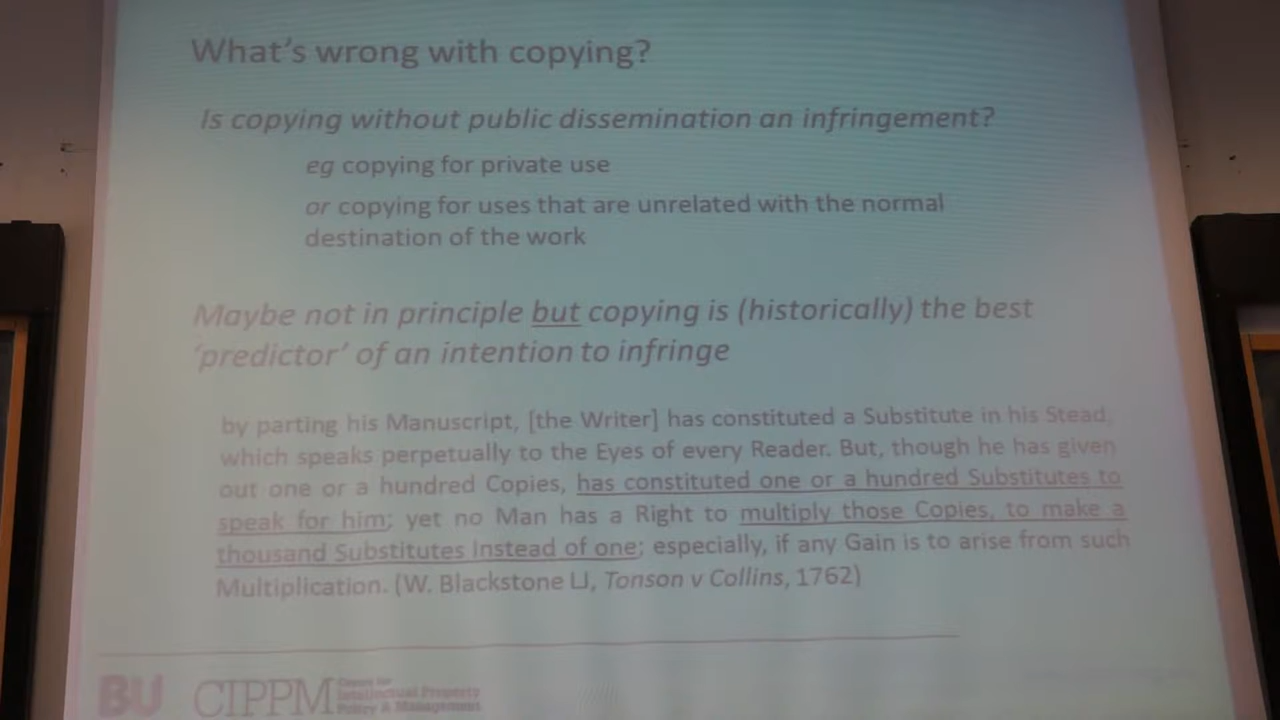 What's wrong with copying?
Is copying without public dissemination an infringement?
eg copying for private use
or copying for uses that are unrelated with the normal
destination of the work
Maybe not in principle but copying is (historically) the best
'predictor' of an intention to infringe
by parting his Manuscript, [the Writer] has constituted a Substitute in his Stead,
which speaks perpetually to the Eyes of every Reader. But, though he has given
out one or a hundred Copies, has constituted one or a hundred Substitutes to
speak for him; yet no Man has a Right to multiply those Copies, to make a
thousand Substitutes Instead of one; especially, if any Gain is to arise from such
Multiplication. (W. Blackstone LJ, Tonson v Collins, 1762)
BU CIPPM
Centre for
Intellectual Property
Policy & Management